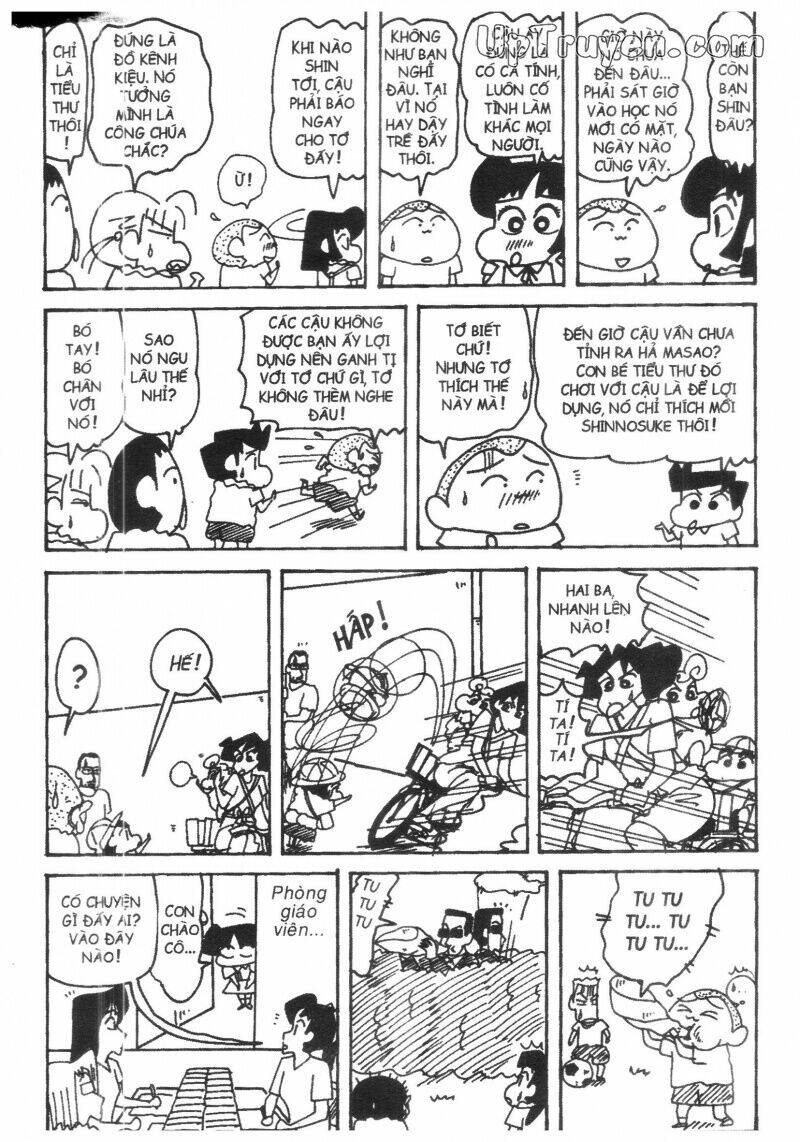 UpTruyen.com
CÒN
BẠN
SHIN
ĐÂU?
NÀY
CHƯA
ĐẾN ĐÂU...
PHẢI SÁT GIỜ
VÀO HỌC NÓ
MỚI CÓ MẶT,
NGÀY NÀO
CŨNG VẬY.
CẬU ẤY
CÓ CÁ TÍNH,
LUÔN CỐ
TÌNH LÀM
KHÁC MỌI
NGƯỜI.
KHÔNG
NHƯ BẠN
NGHĨ
ĐÂU. TẠI
VÌ NÓ
HAY DẬY
TRỄ ĐẤY
THÔI.
KHI NÀO
SHIN
TỚI, CẬU
PHẢI BÁO
NGAY
CHO TỚ
ĐẤY!
Ừ!
ĐÚNG LÀ
ĐỒ KÊNH
KIỆU. NÓ
TƯỞNG
MÌNH LÀ
CÔNG CHÚA
CHẮC?
CHỈ
LÀ
TIỂU
THƯ
THÔI!
ĐẾN GIỜ CẬU VẪN CHƯA
TỈNH RA HẢ MASAO?
CON BÉ TIỂU THƯ ĐÓ
CHƠI VỚI CẬU LÀ ĐỂ LỢI
DỤNG, NÓ CHỈ THÍCH MỖI
SHINNOSUKE THÔI!
TỚ BIẾT
CHỨ!
NHƯNG TỚ
THÍCH THẾ
NÀY MÀ!
CÁC CẬU KHÔNG
ĐƯỢC BẠN ẤY LỢI
DỤNG NÊN GANH TỊ
VỚI TỚ CHỨ GÌ, TỚ
KHÔNG THÈM NGHE
ĐÂU!
SAO
NÓ NGU
LÂU THẾ
NHỈ?
BÓ
TAY!
BÓ
CHÂN
VỚI
NÓ!
HAI BA,
NHANH LÊN
NÀO!
TÍ
TA!
TÍ
TA!
HẤP!
HẾ!
?
TU TU
TU... TU
TU TU...
TU
TU
TU
Phòng
giáo
viên...
CON
CHÀO
CÔ...
CÓ CHUYỆN
GÌ ĐẤY AI?
VÀO ĐÂY
NÀO!